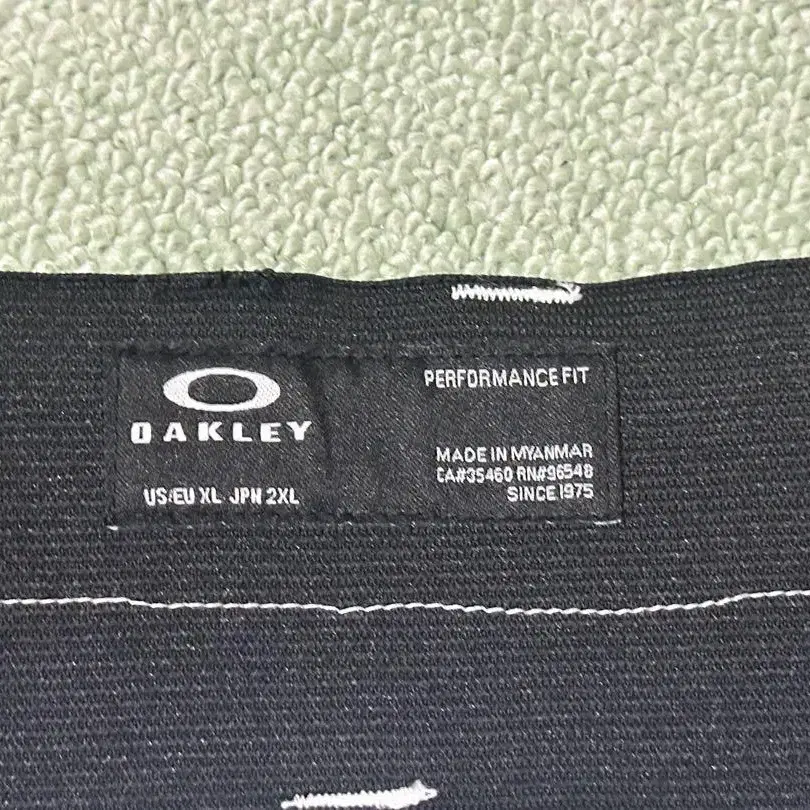 OAKLEY
US/EU XL JPN 2XL
PERFORMANCE FIT
MADE IN MYANMAR
CA#35460 RN#96548
SINCE 1975